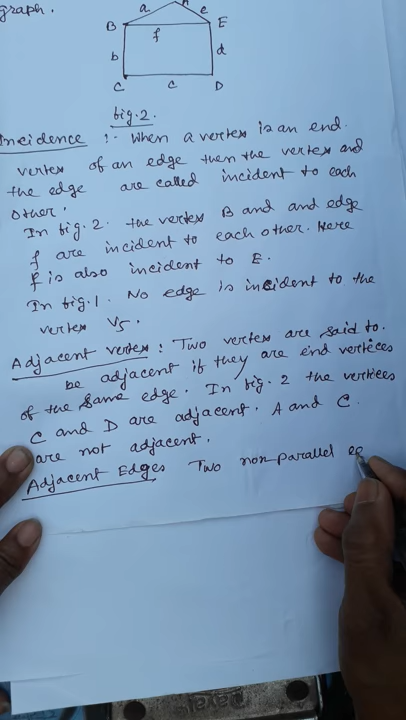 graph.
a
A
e
B
E
f
b
d
C
c
D
fig.2.
Incidence :- When a vertex is an end
vertex of an edge then the vertex and
the edge are called incident to each
other.
In fig. 2. the vertex B and and edge
f are incident to each other. Here
f is also incident to E.
In fig. 1. No edge is incident to the
vertex V5.
Adjacent vertex : Two vertex are said to.
be adjacent if they are end vertices
of the same edge. In fig. 2 the vertices
C and D are adjacent. A and C.
are not adjacent.
Adjacent Edges Two non-parallel